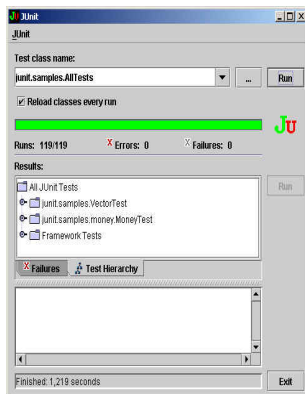 JUnit
JUnit
Test class name:
junit.samples.AllTests
...
Run
Reload classes every run
JU
Runs: 119/119
X Errors: 0
X Failures: 0
Results:
All JUnit Tests
junit.samples.VectorTest
junit.samples.money.MoneyTest
Framework Tests
Run
X Failures
Test Hierarchy
Finished: 1,219 seconds
Exit